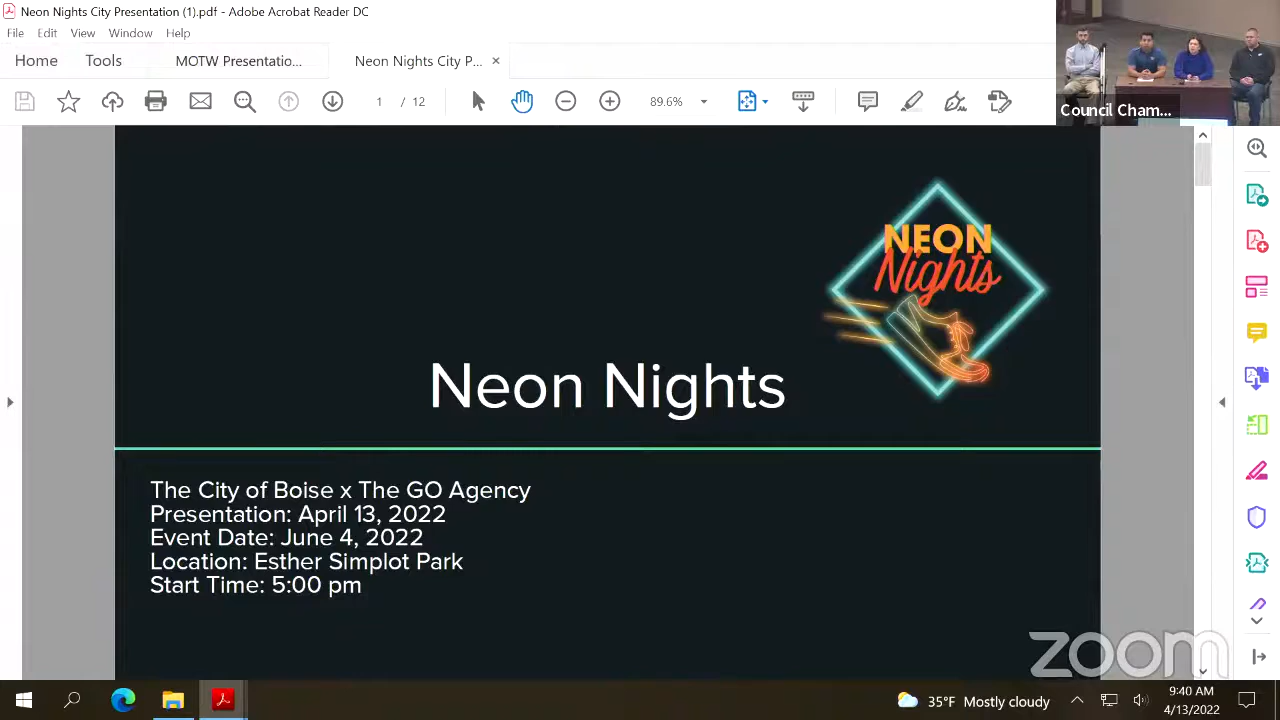 Neon Nights City Presentation (1).pdf - Adobe Acrobat Reader DC
File Edit View Window Help
Home Tools MOTW Presentatio... Neon Nights City P... ×
1 / 12 89.6%
Council Cham...
NEON
Nights
Neon Nights
The City of Boise x The GO Agency
Presentation: April 13, 2022
Event Date: June 4, 2022
Location: Esther Simplot Park
Start Time: 5:00 pm
zoom
35°F Mostly cloudy
9:40 AM
4/13/2022